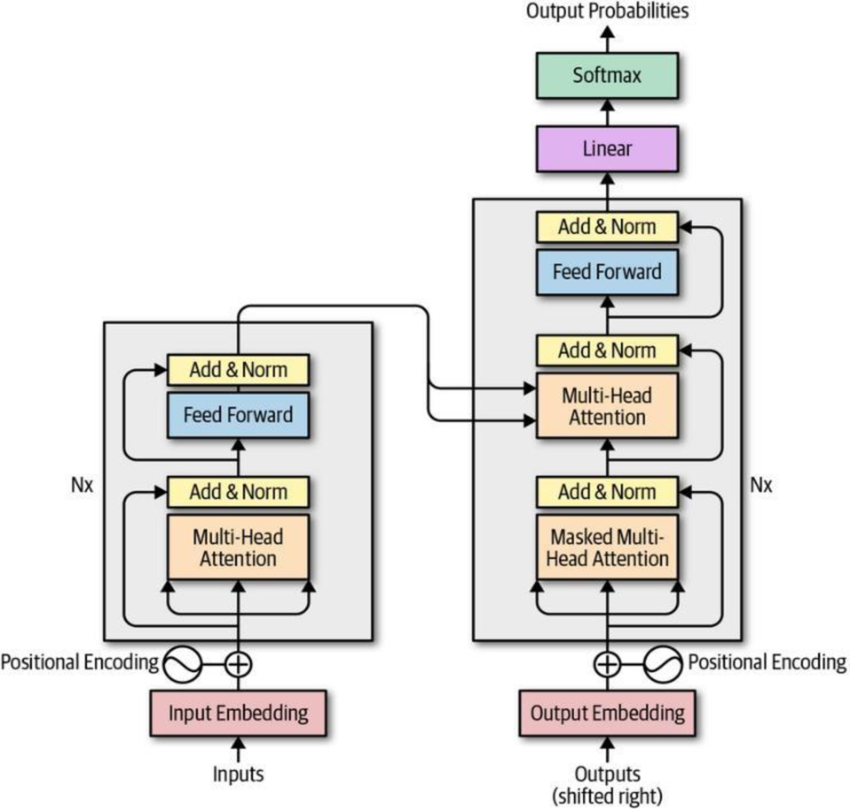 Output Probabilities
Softmax
Linear
Add & Norm
Feed Forward
Add & Norm
Multi-Head
Attention
Add & Norm
Masked Multi-
Head Attention
Nx
Positional Encoding
Output Embedding
Outputs
(shifted right)
Add & Norm
Feed Forward
Nx
Add & Norm
Multi-Head
Attention
Positional Encoding
Input Embedding
Inputs